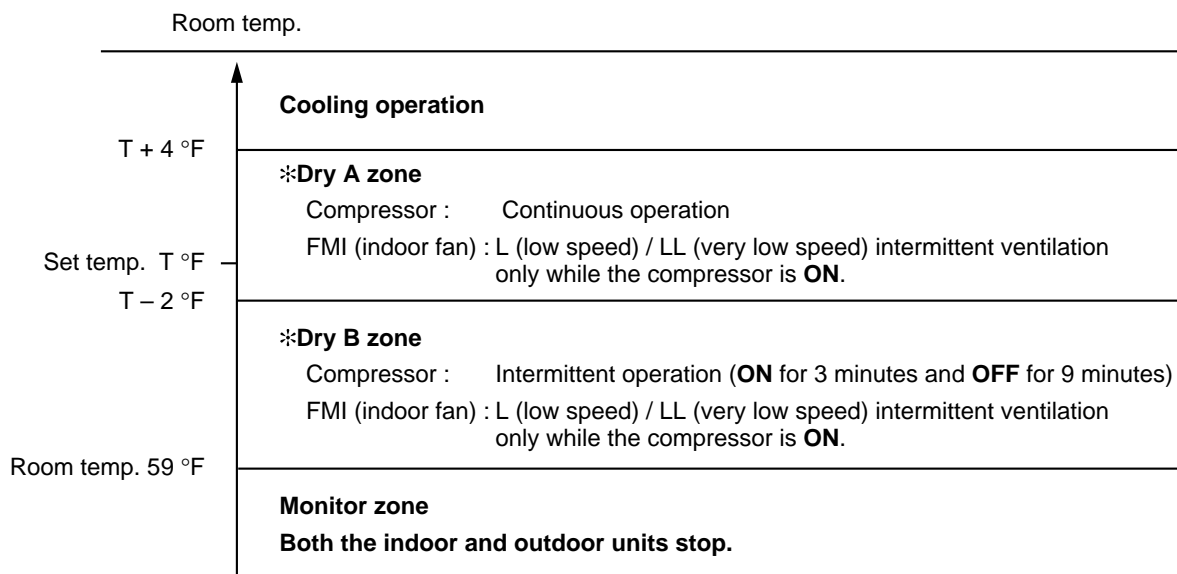 Room temp.
Cooling operation
T + 4 °F
✻Dry A zone
Compressor : Continuous operation
FMI (indoor fan) : L (low speed) / LL (very low speed) intermittent ventilation
only while the compressor is ON.
Set temp. T °F
T – 2 °F
✻Dry B zone
Compressor : Intermittent operation (ON for 3 minutes and OFF for 9 minutes)
FMI (indoor fan) : L (low speed) / LL (very low speed) intermittent ventilation
only while the compressor is ON.
Room temp. 59 °F
Monitor zone
Both the indoor and outdoor units stop.